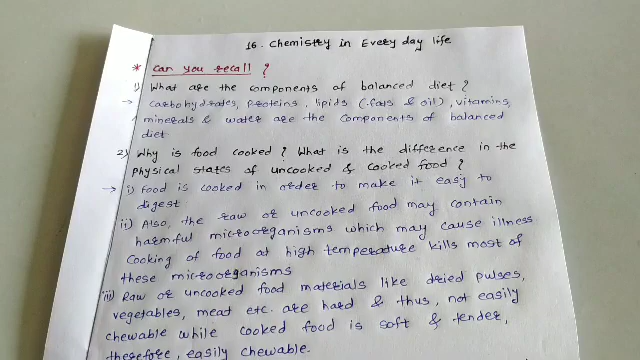 16. Chemistry in Every day life
* Can you recall ?
1) What are the components of balanced diet ?
→ Carbohydrates, proteins, lipids (fats & oil), vitamins,
minerals & water are the components of balanced
diet
2) Why is food cooked ? What is the difference in the
physical states of uncooked & cooked food ?
→ i) Food is cooked in order to make it easy to
digest
ii) Also, the raw or uncooked food may contain
harmful microorganisms which may cause illness.
Cooking of food at high temperature kills most of
these microorganisms
iii) Raw or uncooked food materials like dried pulses,
vegetables, meat etc. are hard & thus, not easily
chewable while cooked food is soft & tender,
therefore, easily chewable.